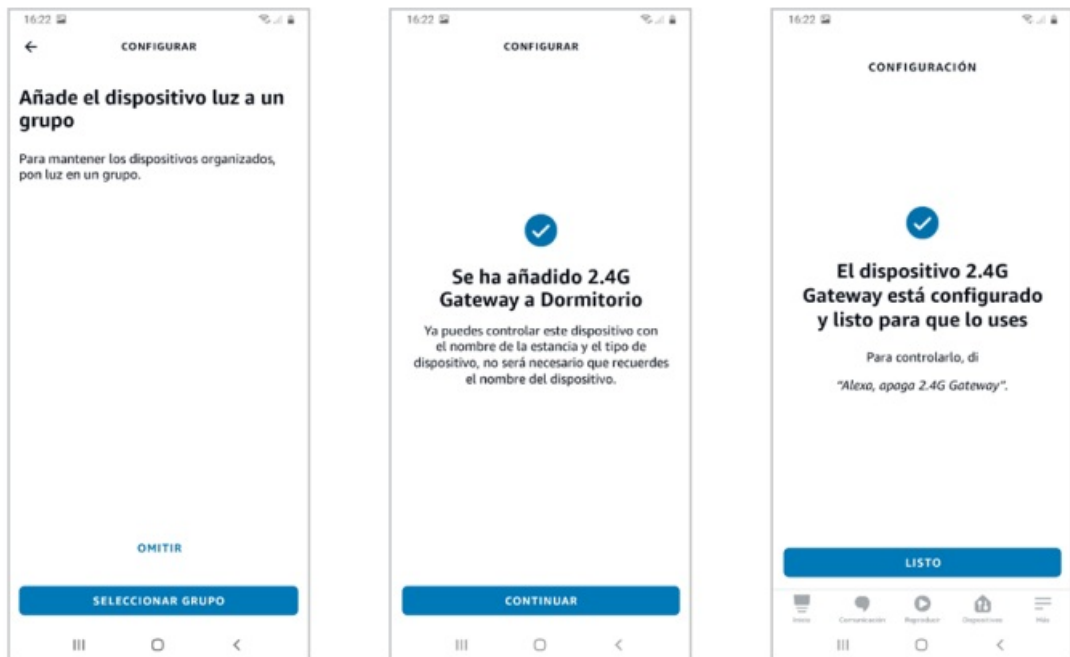 16:22
CONFIGURAR
Añade el dispositivo luz a un
grupo
Para mantener los dispositivos organizados,
pon luz en un grupo.
OMITIR
SELECCIONAR GRUPO
16:22
CONFIGURAR
Se ha añadido 2.4G
Gateway a Dormitorio
Ya puedes controlar este dispositivo con
el nombre de la estancia y el tipo de
dispositivo, no será necesario que recuerdes
el nombre del dispositivo.
CONTINUAR
16:22
CONFIGURACIÓN
El dispositivo 2.4G
Gateway está configurado
y listo para que lo uses
Para controlarlo, di
"Alexa, apaga 2.4G Gateway".
LISTO
Inicio
Comunicación
Reproducir
Dispositivos
Más